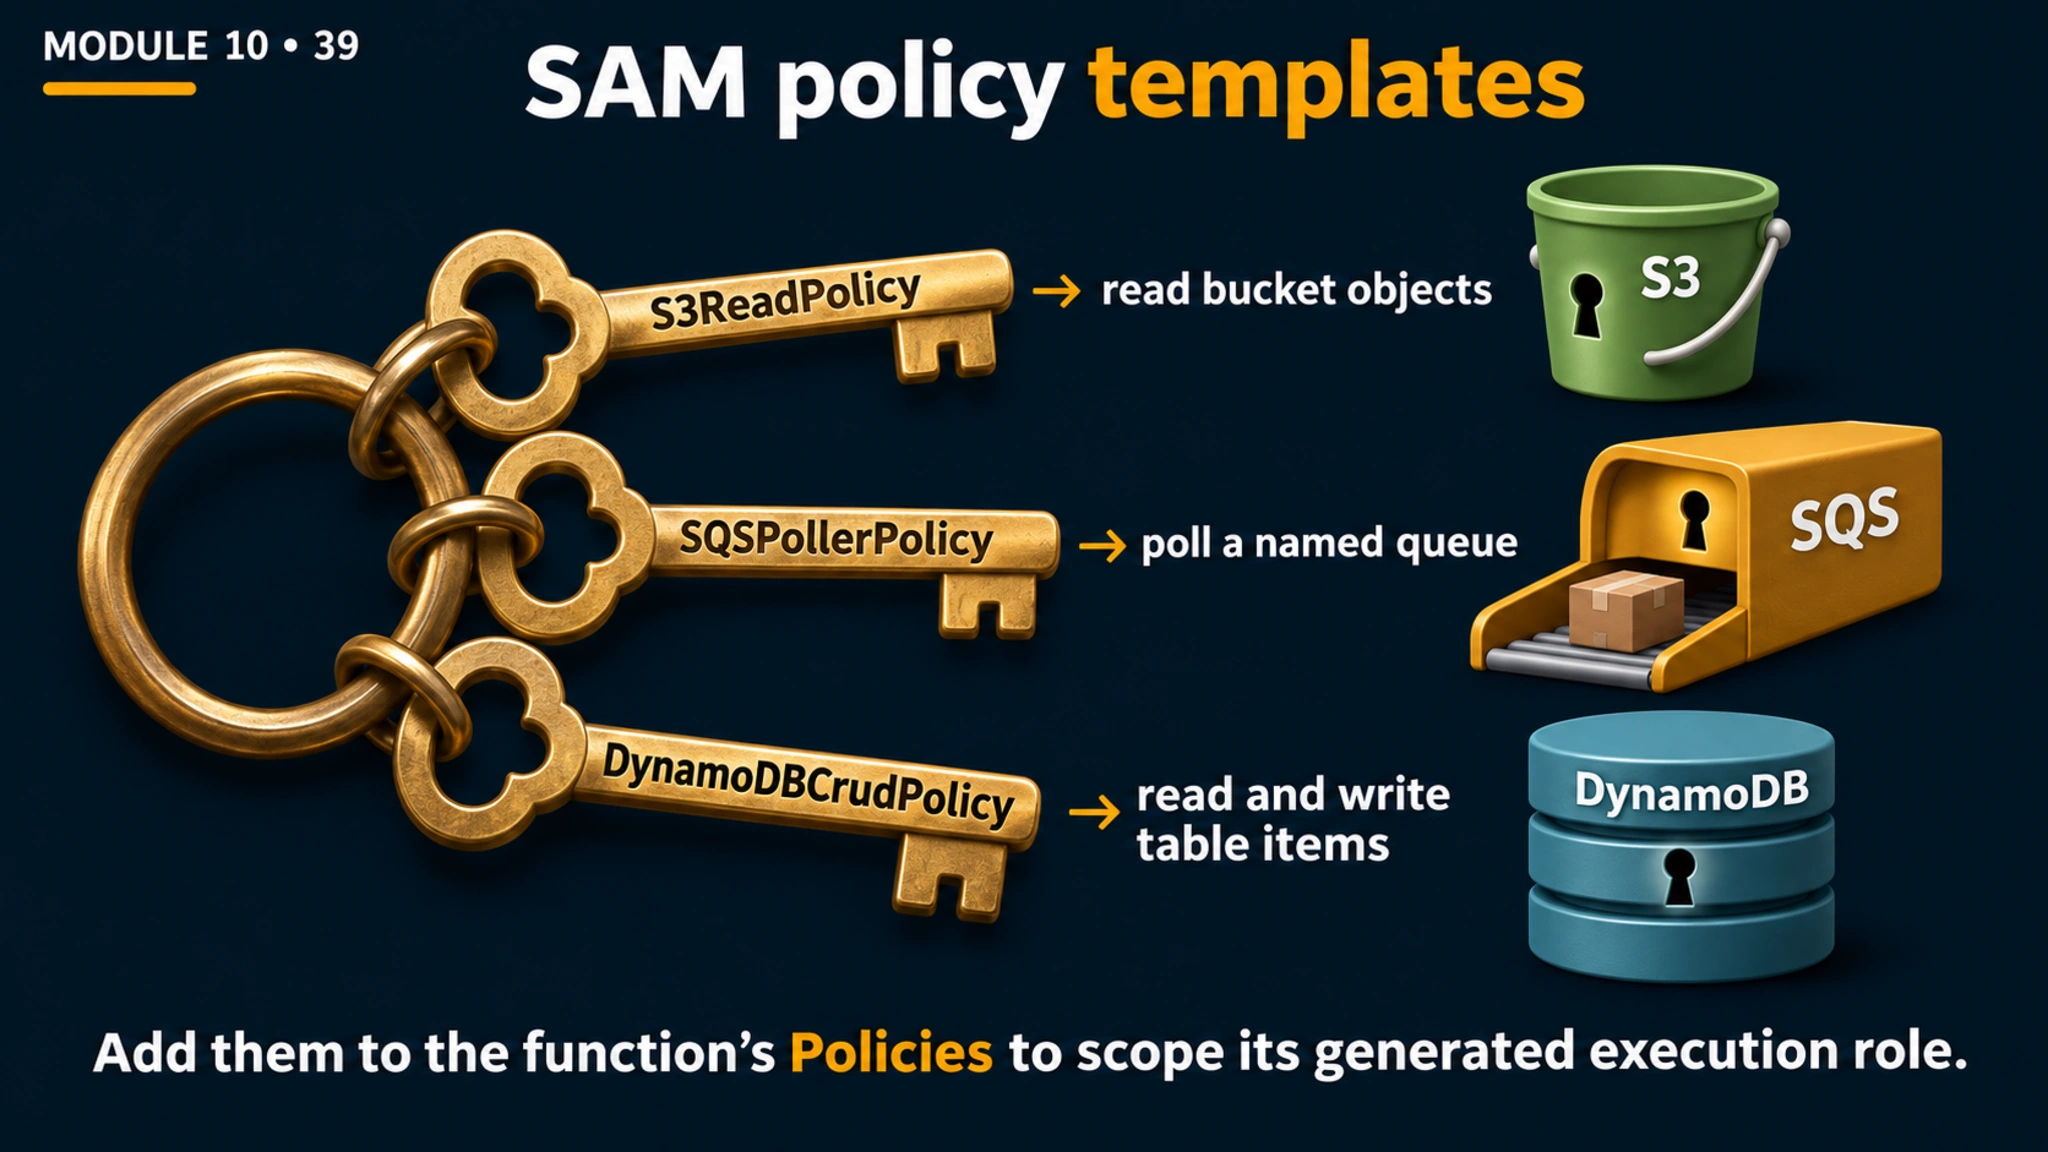 MODULE 10 • 39
SAM policy templates
S3ReadPolicy
→ read bucket objects
S3
SQSPollerPolicy
→ poll a named queue
SQS
DynamoDBCrudPolicy
→ read and write
table items
DynamoDB
Add them to the function’s Policies to scope its generated execution role.